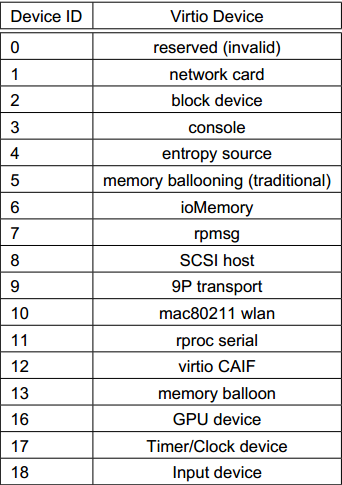 Device ID Virtio Device
0 reserved (invalid)
1 network card
2 block device
3 console
4 entropy source
5 memory ballooning (traditional)
6 ioMemory
7 rpmsg
8 SCSI host
9 9P transport
10 mac80211 wlan
11 rproc serial
12 virtio CAIF
13 memory balloon
16 GPU device
17 Timer/Clock device
18 Input device